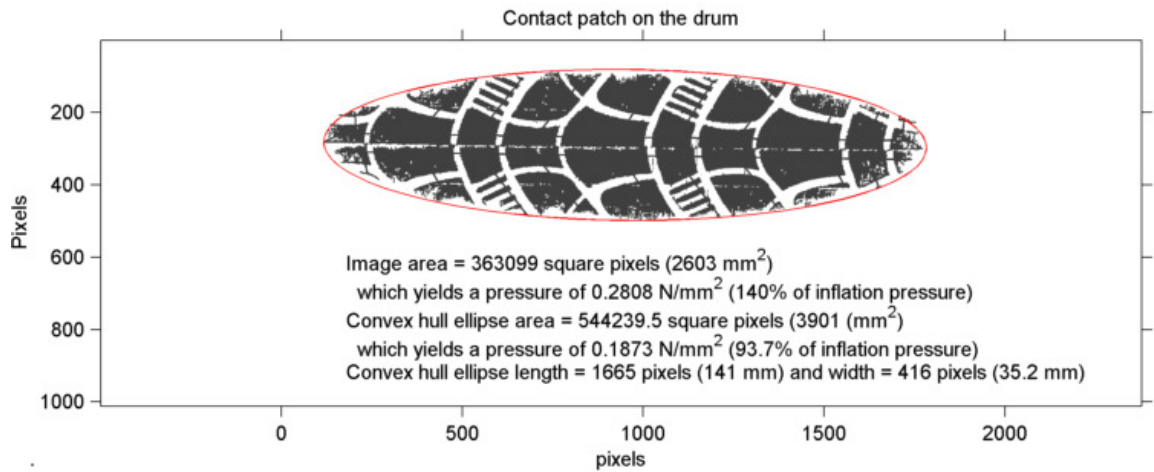 Contact patch on the drum
200
400
600
800
1000
Pixels
Image area = 363099 square pixels (2603 mm²)
which yields a pressure of 0.2808 N/mm² (140% of inflation pressure)
Convex hull ellipse area = 544239.5 square pixels (3901 (mm²)
which yields a pressure of 0.1873 N/mm² (93.7% of inflation pressure)
Convex hull ellipse length = 1665 pixels (141 mm) and width = 416 pixels (35.2 mm)
0 500 1000 1500 2000
pixels